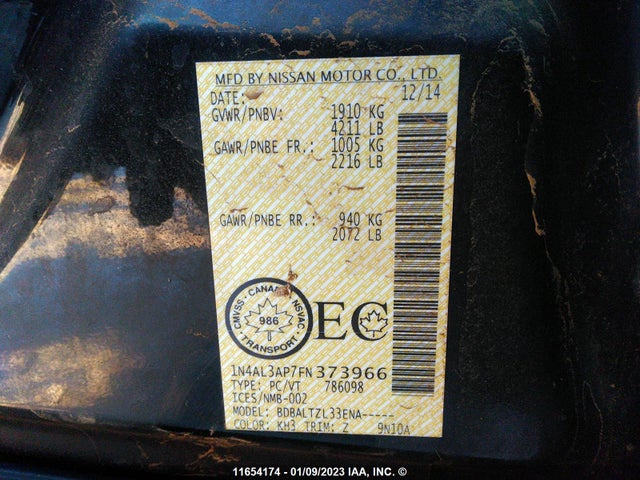 MFD BY NISSAN MOTOR CO., LTD.
DATE: 12/14
GVWR/PNBV: 1910 KG
4211 LB
GAWR/PNBE FR.: 1005 KG
2216 LB
GAWR/PNBE RR.: 940 KG
2072 LB
CMVSS - CANADA - NSVAC
986
TRANSPORT
EC
1N4AL3AP7FN373966
TYPE: PC/VT 786098
ICES/NMB-002
MODEL: BDBALTZL33ENA-----
COLOR: KH3 TRIM: Z 9N10A
11654174 - 01/09/2023 IAA, INC. ©